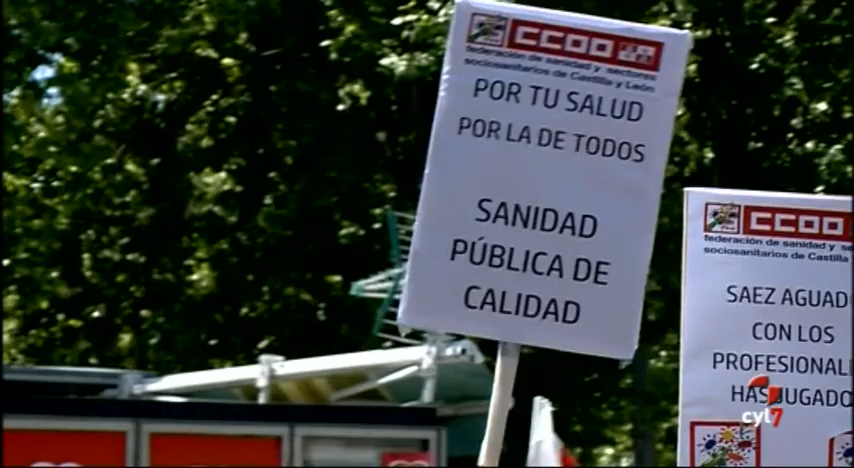 CCOO
federación de sanidad y sectores
sociosanitarios de Castilla y León
POR TU SALUD
POR LA DE TODOS
SANIDAD
PÚBLICA DE
CALIDAD
CCOO
federación de sanidad y se
sociosanitarios de Castilla
SAEZ AGUAD
CON LOS
PROFESIONAL
HAS JUGADO
cyl7